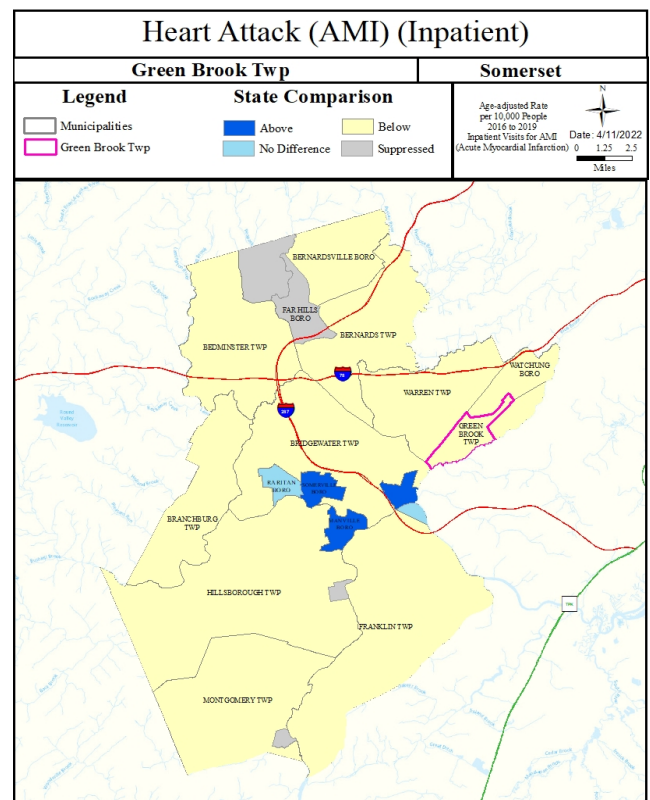 Heart Attack (AMI) (Inpatient)
Green Brook Twp
Somerset
Legend
Municipalities
Green Brook Twp
State Comparison
Above
Below
No Difference
Suppressed
Age-adjusted Rate
per 10,000 People
2016 to 2019
Inpatient Visits for AMI
(Acute Myocardial Infarction)
N
Date: 4/11/2022
0 1.25 2.5
Miles
BERNARDSVILLE BORO
FAR HILLS
BORO
BERNARDS TWP
BEDMINSTER TWP
WATCHUNG
BORO
78
WARREN TWP
287
GREEN
BROOK
TWP
BRIDGEWATER TWP
RARITAN
BORO
SOMERVILLE
BORO
BRANCHBURG
TWP
MANVILLE
BORO
HILLSBOROUGH TWP
FRANKLIN TWP
MONTGOMERY TWP